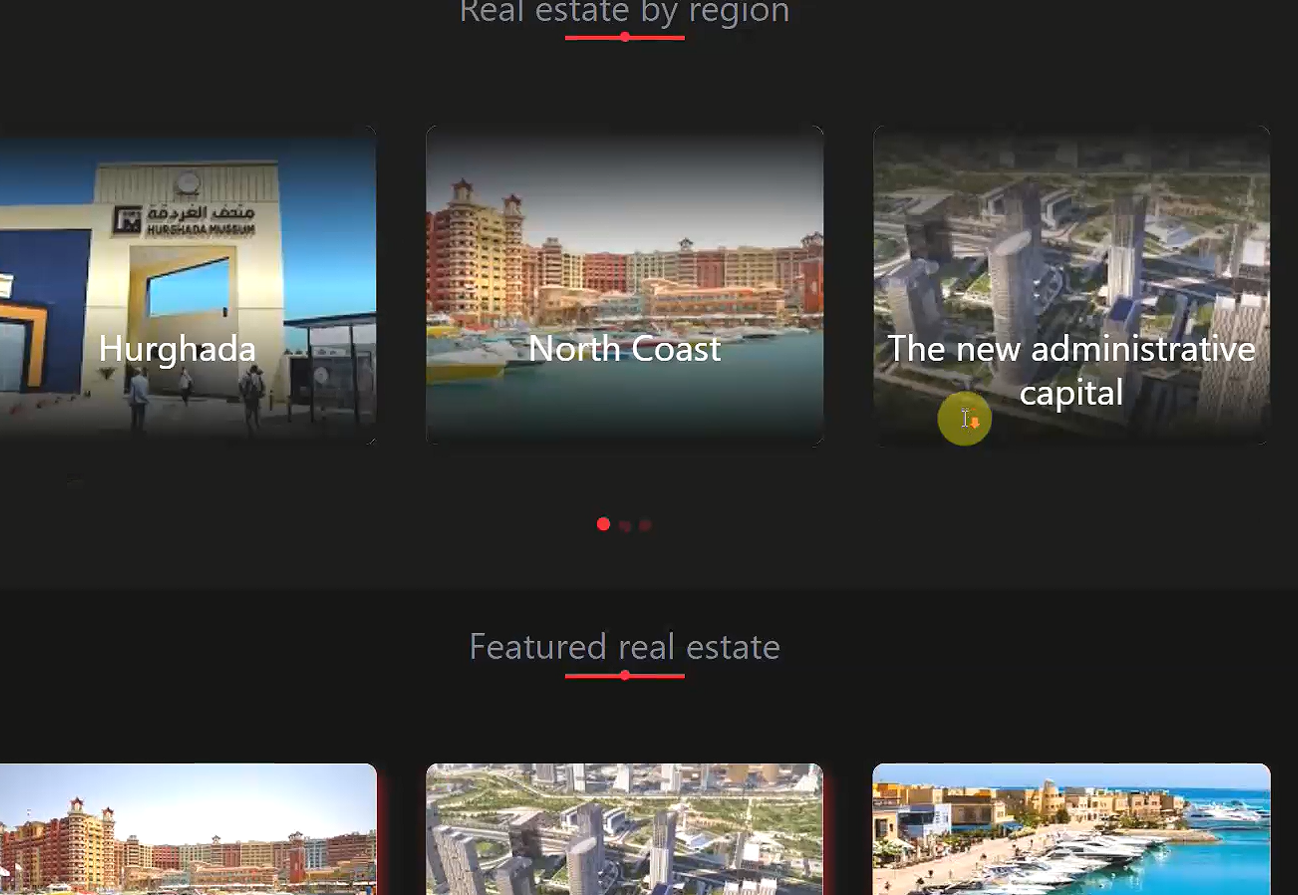 Real estate by region
متحف الغردقة
HURGHADA MUSEUM
Hurghada
North Coast
The new administrative
capital
Featured real estate